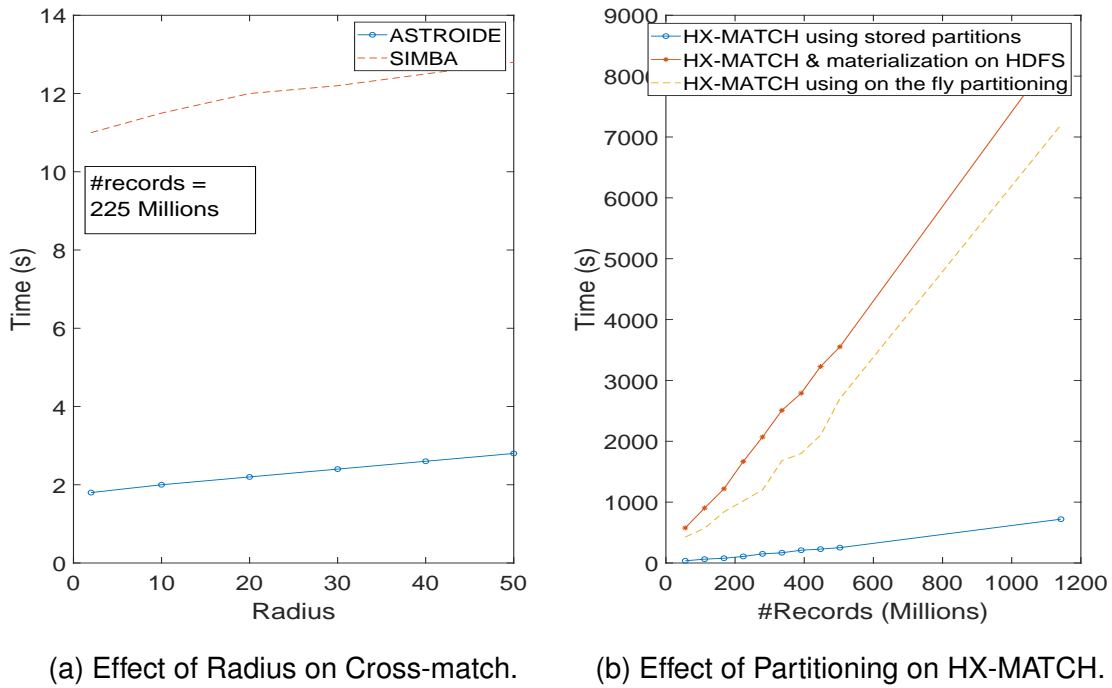 14
12
10
8
6
4
2
0
Time (s)
ASTROIDE
SIMBA
#records =
225 Millions
0 10 20 30 40 50
Radius
(a) Effect of Radius on Cross-match.
9000
8000
7000
6000
5000
4000
3000
2000
1000
0
Time (s)
HX-MATCH using stored partitions
HX-MATCH & materialization on HDFS
HX-MATCH using on the fly partitioning
0 200 400 600 800 1000 1200
#Records (Millions)
(b) Effect of Partitioning on HX-MATCH.